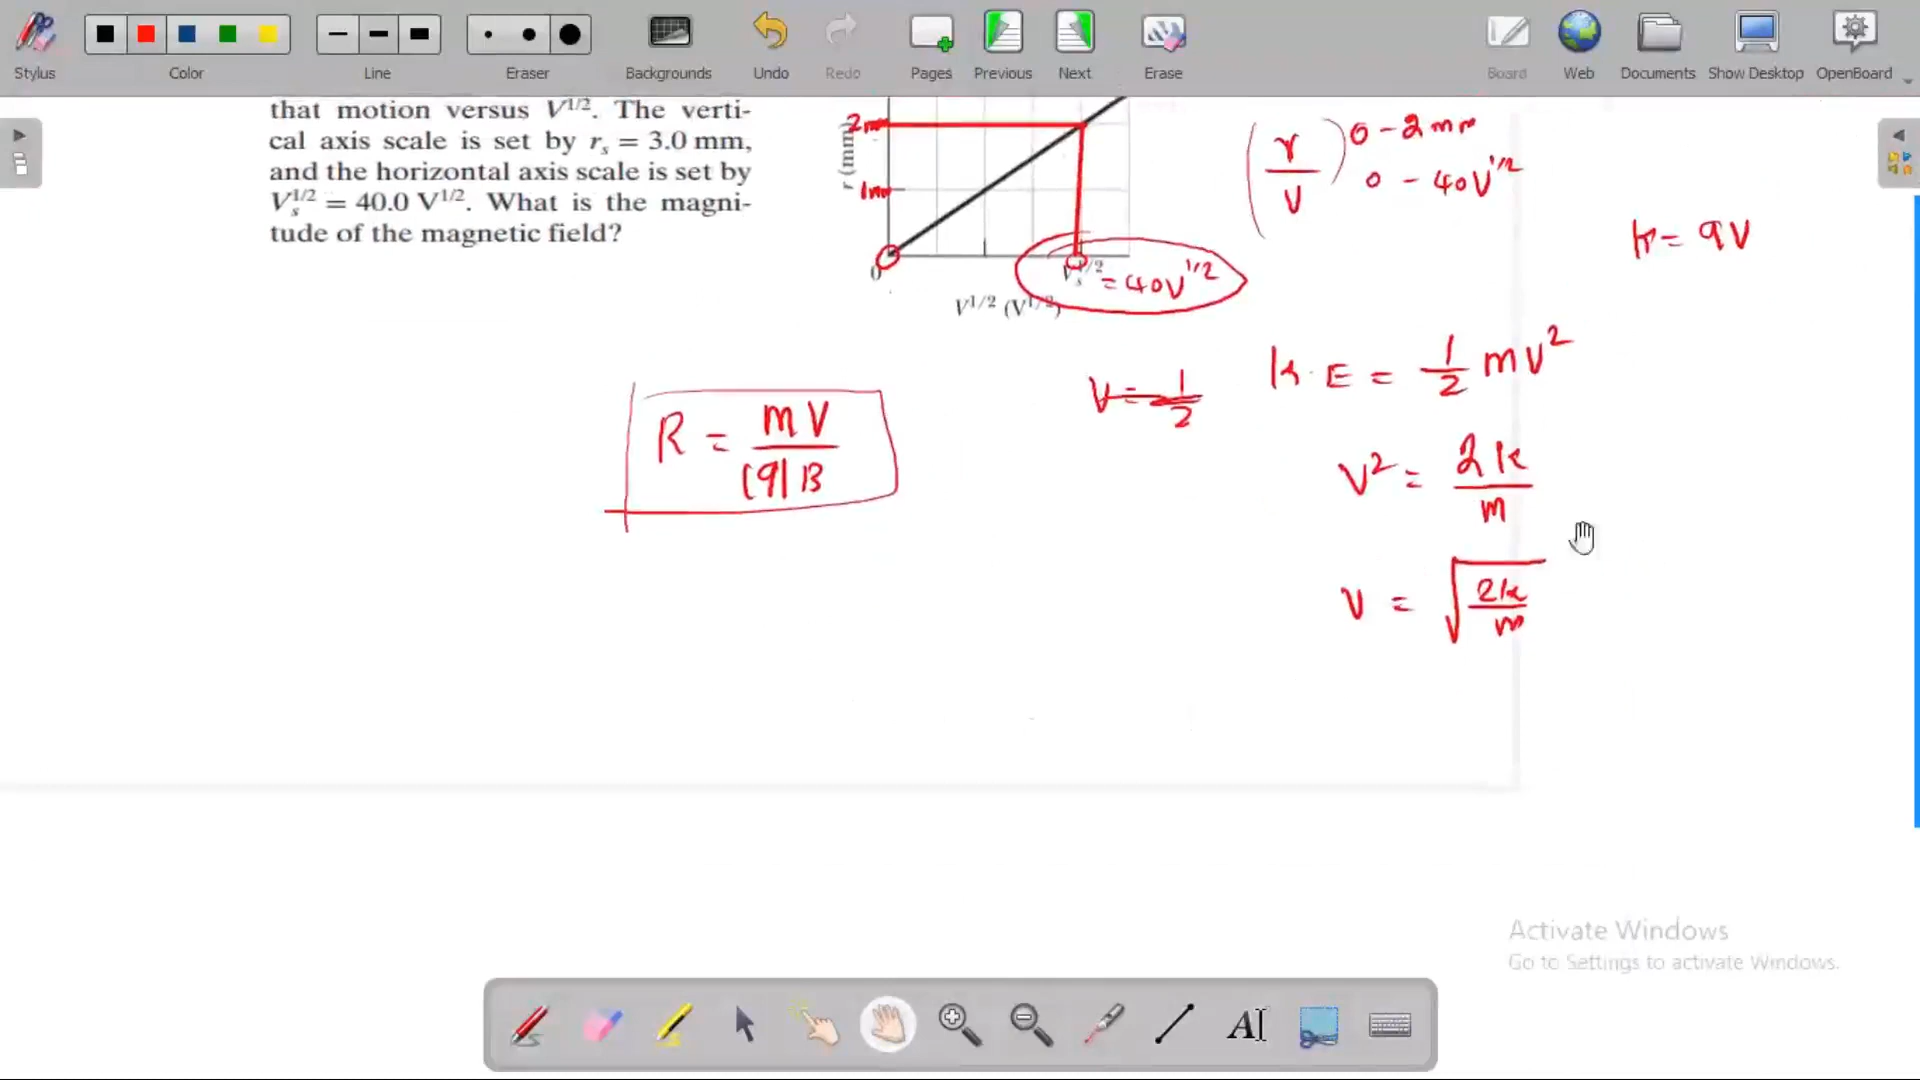 Stylus
Color
Line
Eraser
Backgrounds
Undo
Redo
Pages
Previous
Next
Erase
Board
Web
Documents
Show Desktop
OpenBoard
that motion versus V^1/2. The verti-
cal axis scale is set by r_s = 3.0 mm,
and the horizontal axis scale is set by
V_s^1/2 = 40.0 V^1/2. What is the magni-
tude of the magnetic field?
2mm
r (mm)
1mm
0
V_s^1/2 = 40V^1/2
V^1/2 (V^1/2)
(r/V) 0 - 2mm
0 - 40V^1/2
k = qV
R = mV/|q|B
V = 1/2
K.E = 1/2 mV²
V² = 2k/m
V = √(2k/m)
Activate Windows
Go to Settings to activate Windows.
AI